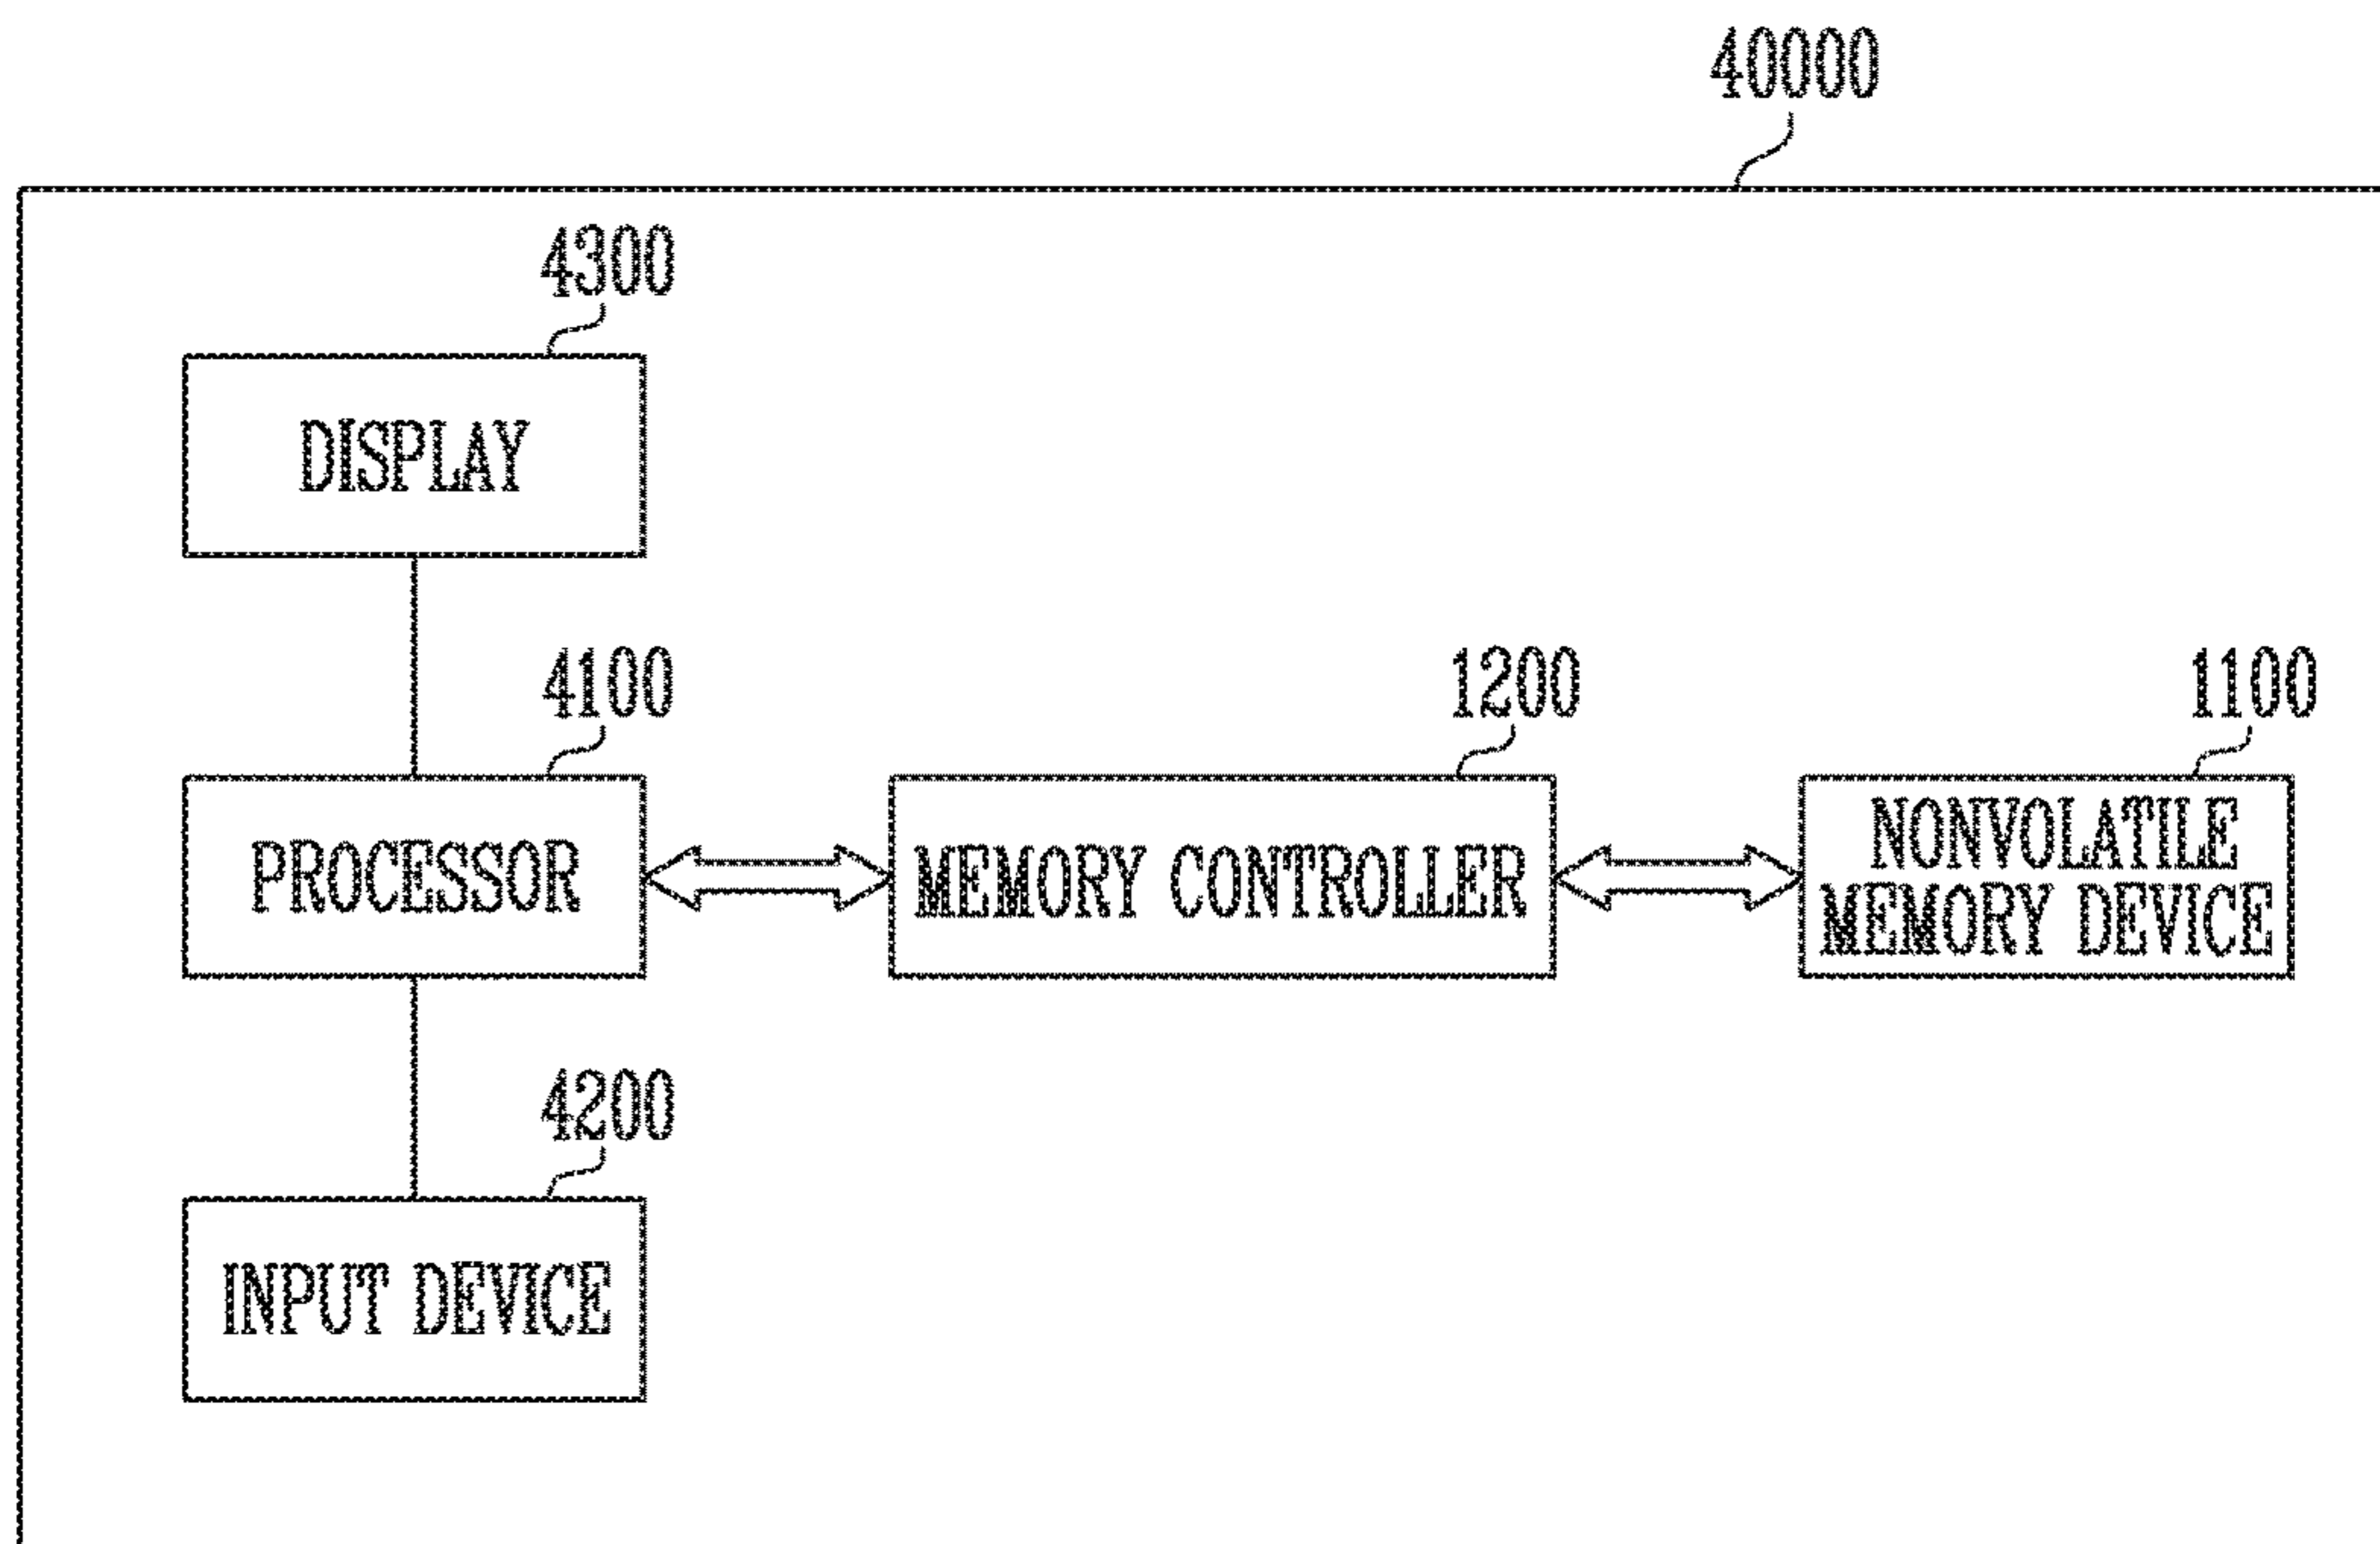 40000
4300
DISPLAY
4100
1200
1100
PROCESSOR
MEMORY CONTROLLER
NONVOLATILE
MEMORY DEVICE
4200
INPUT DEVICE